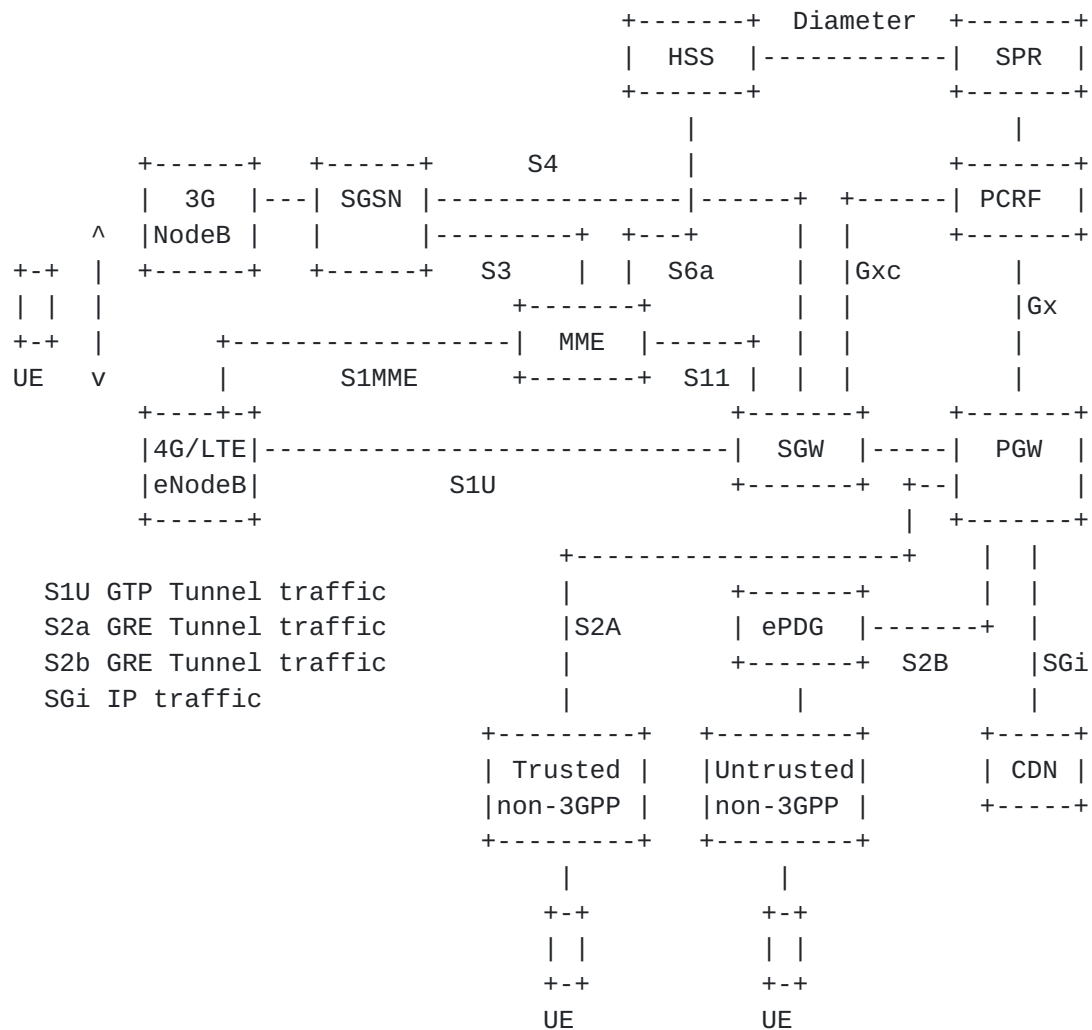 Diameter
HSS SPR
S4
3G SGSN PCRF
NodeB
S3 S6a Gxc
Gx
MME
UE S1MME S11
4G/LTE SGW PGW
eNodeB S1U
S1U GTP Tunnel traffic
S2a GRE Tunnel traffic S2A ePDG
S2b GRE Tunnel traffic S2B SGi
SGi IP traffic
Trusted Untrusted CDN
non-3GPP non-3GPP
UE UE